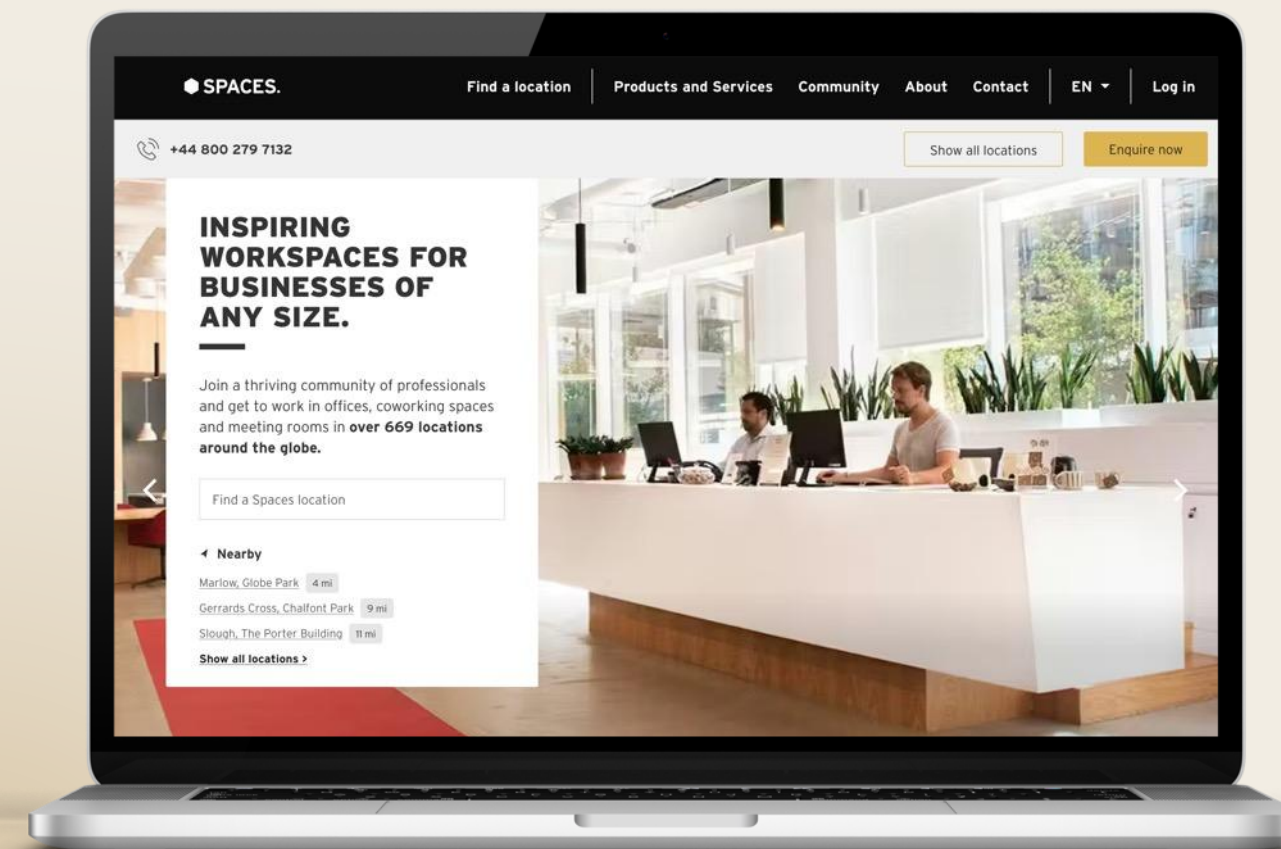 SPACES.
Find a location
Products and Services
Community
About
Contact
EN
Log in
+44 800 279 7132
Show all locations
Enquire now
INSPIRING
WORKSPACES FOR
BUSINESSES OF
ANY SIZE.
Join a thriving community of professionals
and get to work in offices, coworking spaces
and meeting rooms in over 669 locations
around the globe.
Find a Spaces location
Nearby
Marlow, Globe Park 4 mi
Gerrards Cross, Chalfont Park 9 mi
Slough, The Porter Building 11 mi
Show all locations >